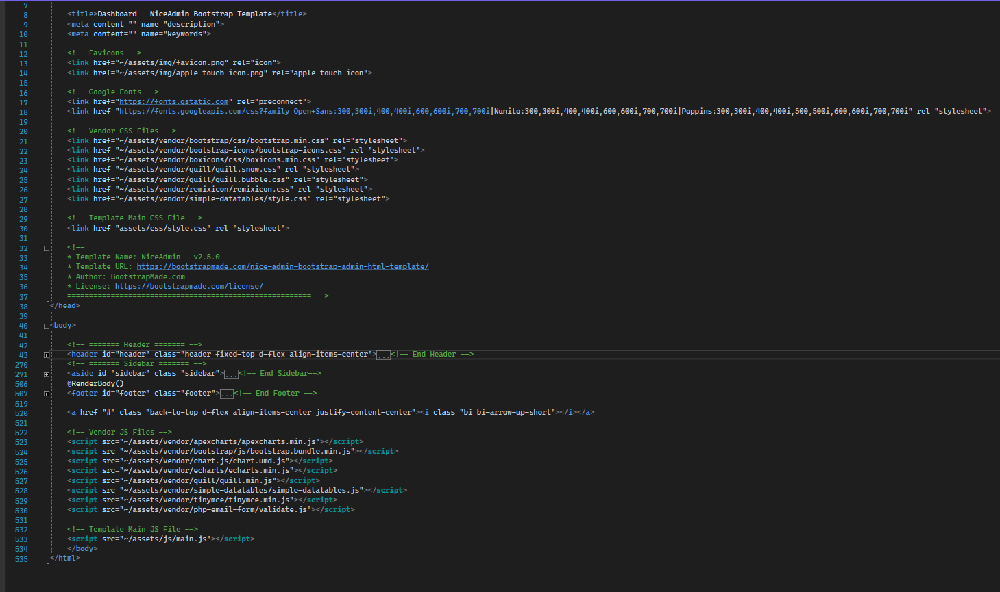 7
8 <title>Dashboard - NiceAdmin Bootstrap Template</title>
9 <meta content="" name="description">
10 <meta content="" name="keywords">
11
12 <!-- Favicons -->
13 <link href="~/assets/img/favicon.png" rel="icon">
14 <link href="~/assets/img/apple-touch-icon.png" rel="apple-touch-icon">
15
16 <!-- Google Fonts -->
17 <link href="https://fonts.gstatic.com" rel="preconnect">
18 <link href="https://fonts.googleapis.com/css?family=Open+Sans:300,300i,400,400i,600,600i,700,700i|Nunito:300,300i,400,400i,600,600i,700,700i|Poppins:300,300i,400,400i,500,500i,600,600i,700,700i" rel="stylesheet">
19
20 <!-- Vendor CSS Files -->
21 <link href="~/assets/vendor/bootstrap/css/bootstrap.min.css" rel="stylesheet">
22 <link href="~/assets/vendor/bootstrap-icons/bootstrap-icons.css" rel="stylesheet">
23 <link href="~/assets/vendor/boxicons/css/boxicons.min.css" rel="stylesheet">
24 <link href="~/assets/vendor/quill/quill.snow.css" rel="stylesheet">
25 <link href="~/assets/vendor/quill/quill.bubble.css" rel="stylesheet">
26 <link href="~/assets/vendor/remixicon/remixicon.css" rel="stylesheet">
27 <link href="~/assets/vendor/simple-datatables/style.css" rel="stylesheet">
28
29 <!-- Template Main CSS File -->
30 <link href="assets/css/style.css" rel="stylesheet">
31
32 <!-- =======================================================
33 * Template Name: NiceAdmin - v2.5.0
34 * Template URL: https://bootstrapmade.com/nice-admin-bootstrap-admin-html-template/
35 * Author: BootstrapMade.com
36 * License: https://bootstrapmade.com/license/
37 ======================================================== -->
38 </head>
39
40 <body>
41
42 <!-- ======= Header ======= -->
43 <header id="header" class="header fixed-top d-flex align-items-center">...<!-- End Header -->
270 <!-- ======= Sidebar ======= -->
271 <aside id="sidebar" class="sidebar">...<!-- End Sidebar-->
506 @RenderBody()
507 <footer id="footer" class="footer">...<!-- End Footer -->
519
520 <a href="#" class="back-to-top d-flex align-items-center justify-content-center"><i class="bi bi-arrow-up-short"></i></a>
521
522 <!-- Vendor JS Files -->
523 <script src="~/assets/vendor/apexcharts/apexcharts.min.js"></script>
524 <script src="~/assets/vendor/bootstrap/js/bootstrap.bundle.min.js"></script>
525 <script src="~/assets/vendor/chart.js/chart.umd.js"></script>
526 <script src="~/assets/vendor/echarts/echarts.min.js"></script>
527 <script src="~/assets/vendor/quill/quill.min.js"></script>
528 <script src="~/assets/vendor/simple-datatables/simple-datatables.js"></script>
529 <script src="~/assets/vendor/tinymce/tinymce.min.js"></script>
530 <script src="~/assets/vendor/php-email-form/validate.js"></script>
531
532 <!-- Template Main JS File -->
533 <script src="~/assets/js/main.js"></script>
534 </body>
535 </html>